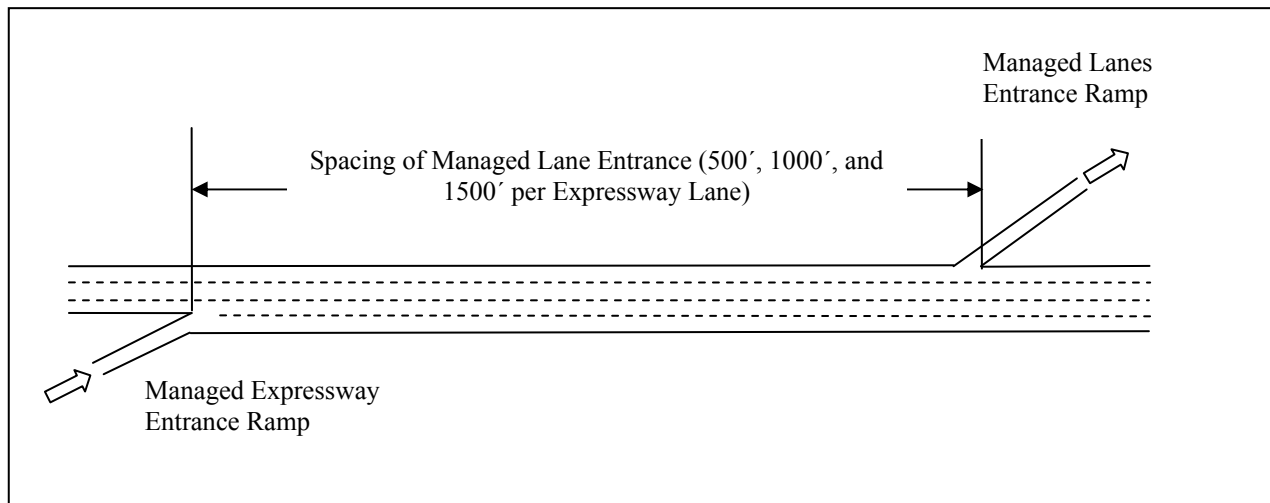 Managed Lanes
Entrance Ramp
Spacing of Managed Lane Entrance (500´, 1000´, and
1500´ per Expressway Lane)
Managed Expressway
Entrance Ramp